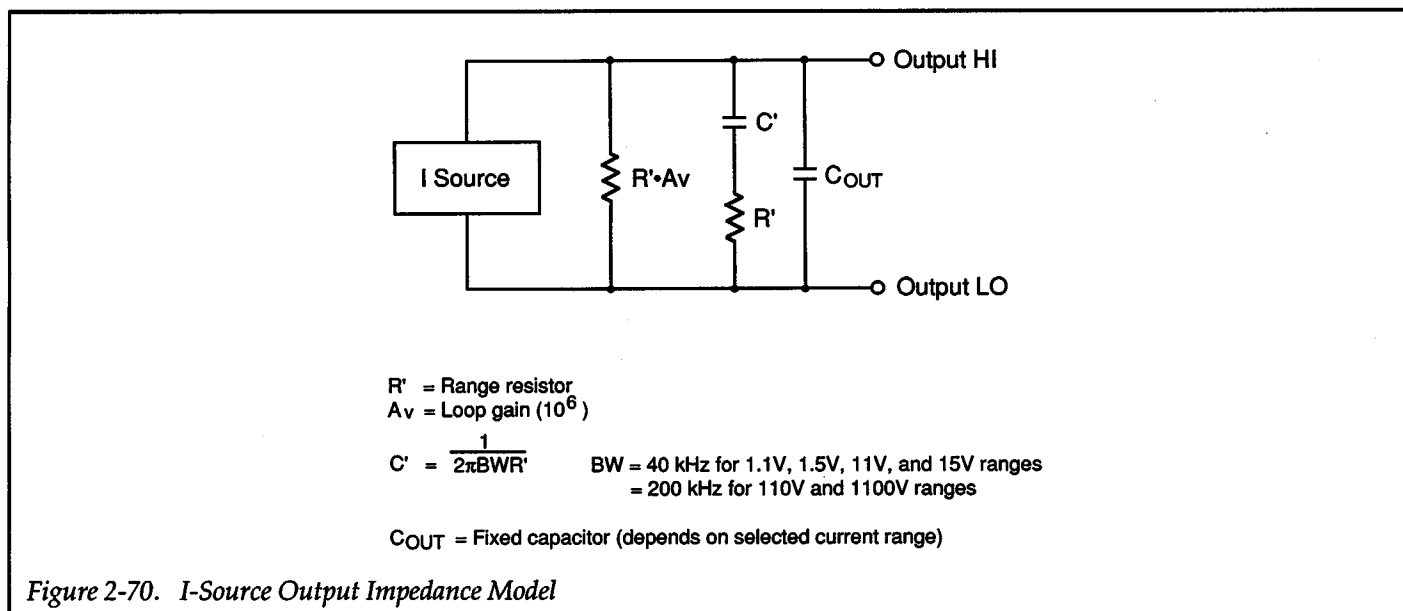 Output HI
C'
I Source
R'•Av
COUT
R'
Output LO
R' = Range resistor
Av = Loop gain (10⁶)
C' = 1/2πBWR' BW = 40 kHz for 1.1V, 1.5V, 11V, and 15V ranges
= 200 kHz for 110V and 1100V ranges
COUT = Fixed capacitor (depends on selected current range)
Figure 2-70. I-Source Output Impedance Model